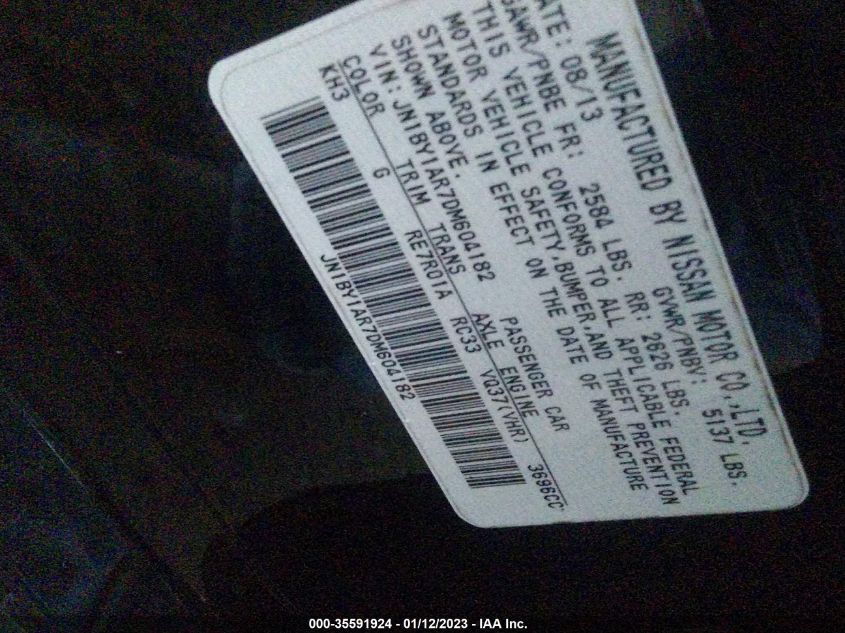 MANUFACTURED BY NISSAN MOTOR CO.,LTD.
ATE: 08/13 GVWR/PNBV: 5137 LBS.
GAWR/PNBE FR: 2584 LBS. RR: 2626 LBS.
THIS VEHICLE CONFORMS TO ALL APPLICABLE FEDERAL
MOTOR VEHICLE SAFETY,BUMPER,AND THEFT PREVENTION
STANDARDS IN EFFECT ON THE DATE OF MANUFACTURE
SHOWN ABOVE.
VIN: JN1BY1AR7DM604182 PASSENGER CAR
COLOR TRIM TRANS AXLE ENGINE
KH3 G RE7R01A RC33 VQ37(VHR) 3696CC
JN1BY1AR7DM604182
000-35591924 - 01/12/2023 - IAA Inc.